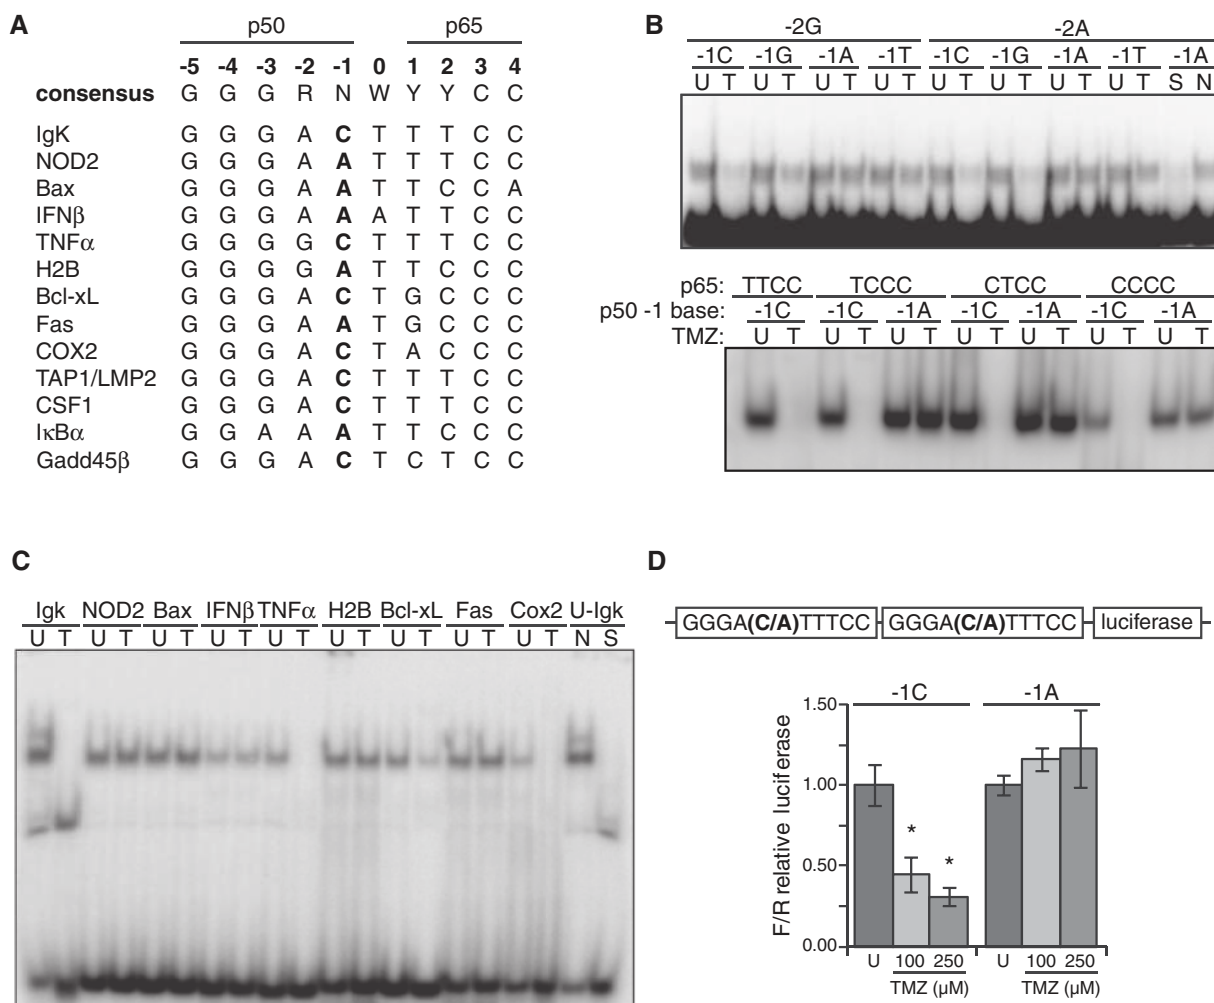 A
p50 p65
-5 -4 -3 -2 -1 0 1 2 3 4
consensus G G G R N W Y Y C C
IgK G G G A C T T T C C
NOD2 G G G A A T T T C C
Bax G G G A A T T C C A
IFNβ G G G A A A T T C C
TNFα G G G G C T T T C C
H2B G G G G A T T C C C
Bcl-xL G G G A C T G C C C
Fas G G G A A T G C C C
COX2 G G G A C T A C C C
TAP1/LMP2 G G G A C T T T C C
CSF1 G G G A C T T T C C
IκBα G G A A A T T C C C
Gadd45β G G G A C T C T C C
B
-2G -2A
-1C -1G -1A -1T -1C -1G -1A -1T -1A
U T U T U T U T U T U T U T U T S N
p65: TTCC TCCC CTCC CCCC
p50 -1 base: -1C -1C -1A -1C -1A -1C -1A
TMZ: U T U T U T U T U T U T U T
C
Igk NOD2 Bax IFNβ TNFα H2B Bcl-xL Fas Cox2 U-Igk
U T U T U T U T U T U T U T U T U T N S
D
GGGA(C/A)TTTCC GGGA(C/A)TTTCC luciferase
-1C -1A
F/R relative luciferase
1.50
1.00
0.50
0.00
* *
U 100 250 U 100 250
TMZ (µM) TMZ (µM)